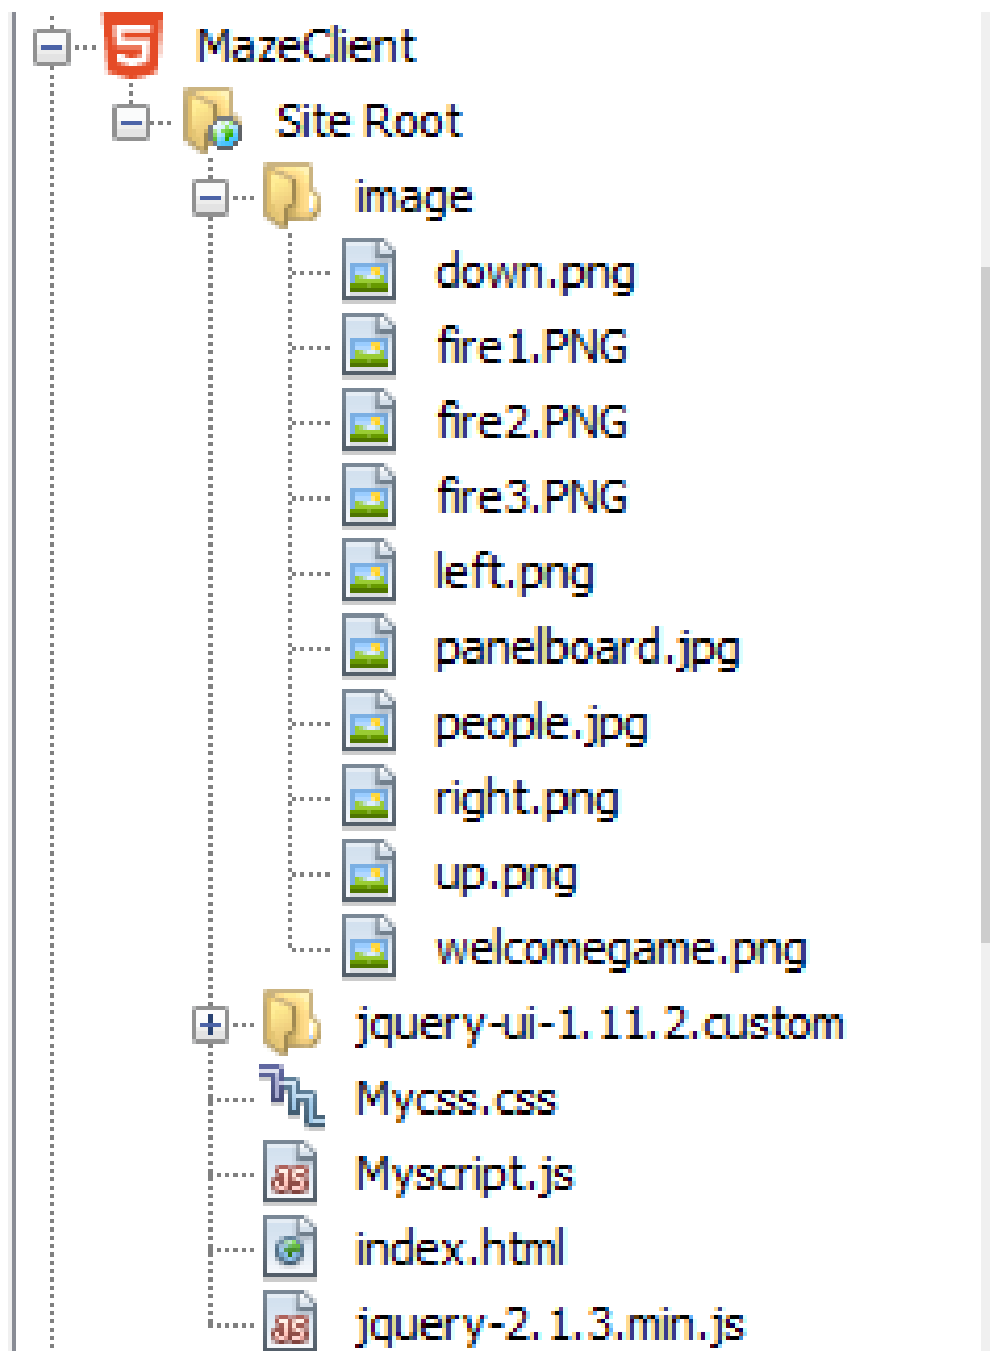 MazeClient
Site Root
image
down.png
fire1.PNG
fire2.PNG
fire3.PNG
left.png
panelboard.jpg
people.jpg
right.png
up.png
welcomegame.png
jquery-ui-1.11.2.custom
Mycss.css
Myscript.js
index.html
jquery-2.1.3.min.js